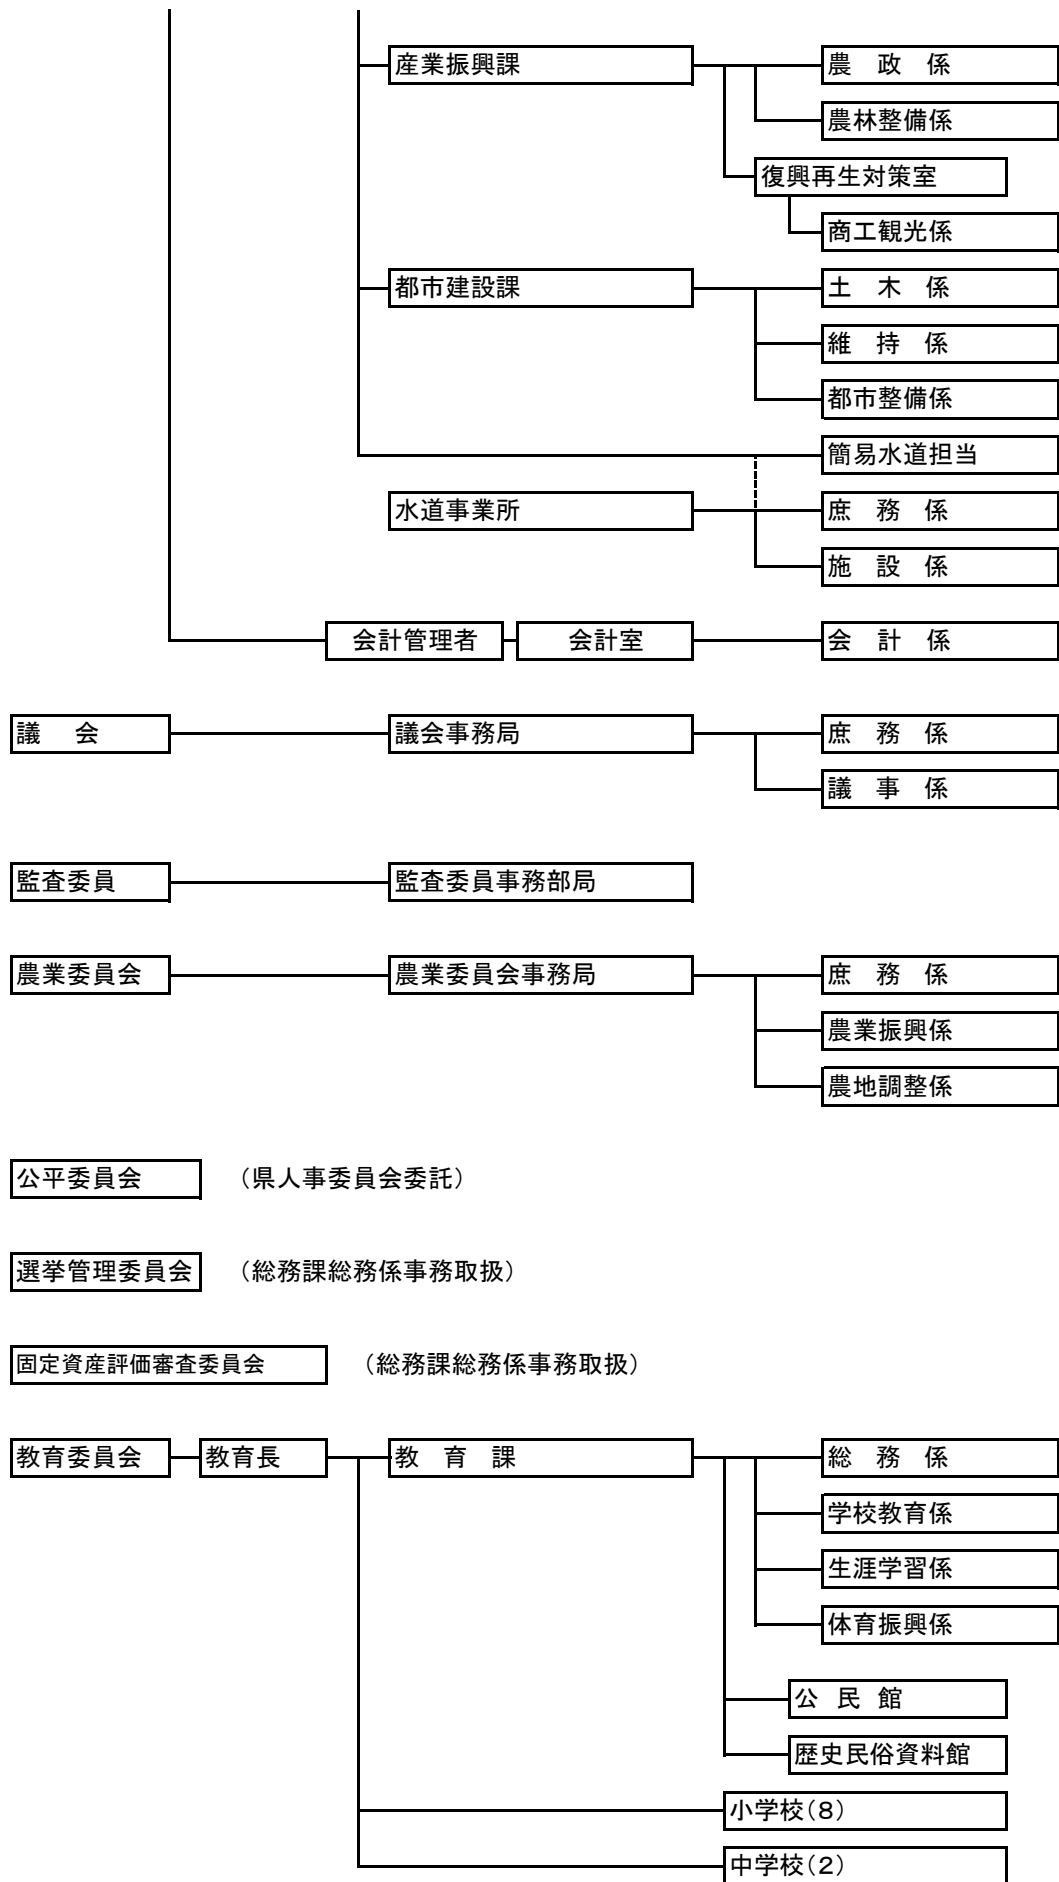 産業振興課
農　政　係
農林整備係
復興再生対策室
商工観光係
都市建設課
土　木　係
維　持　係
都市整備係
簡易水道担当
水道事業所
庶　務　係
施　設　係
会計管理者
会計室
会　計　係
議　会
議会事務局
庶　務　係
議　事　係
監査委員
監査委員事務部局
農業委員会
農業委員会事務局
庶　務　係
農業振興係
農地調整係
公平委員会
（県人事委員会委託）
選挙管理委員会
（総務課総務係事務取扱）
固定資産評価審査委員会
（総務課総務係事務取扱）
教育委員会
教育長
教　育　課
総　務　係
学校教育係
生涯学習係
体育振興係
公　民　館
歴史民俗資料館
小学校（８）
中学校（２）